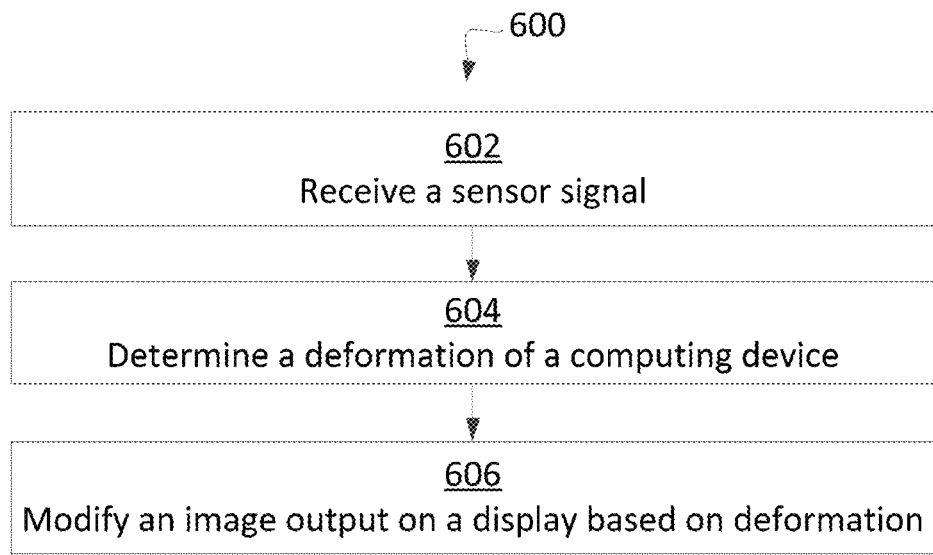 600
602
Receive a sensor signal
604
Determine a deformation of a computing device
606
Modify an image output on a display based on deformation